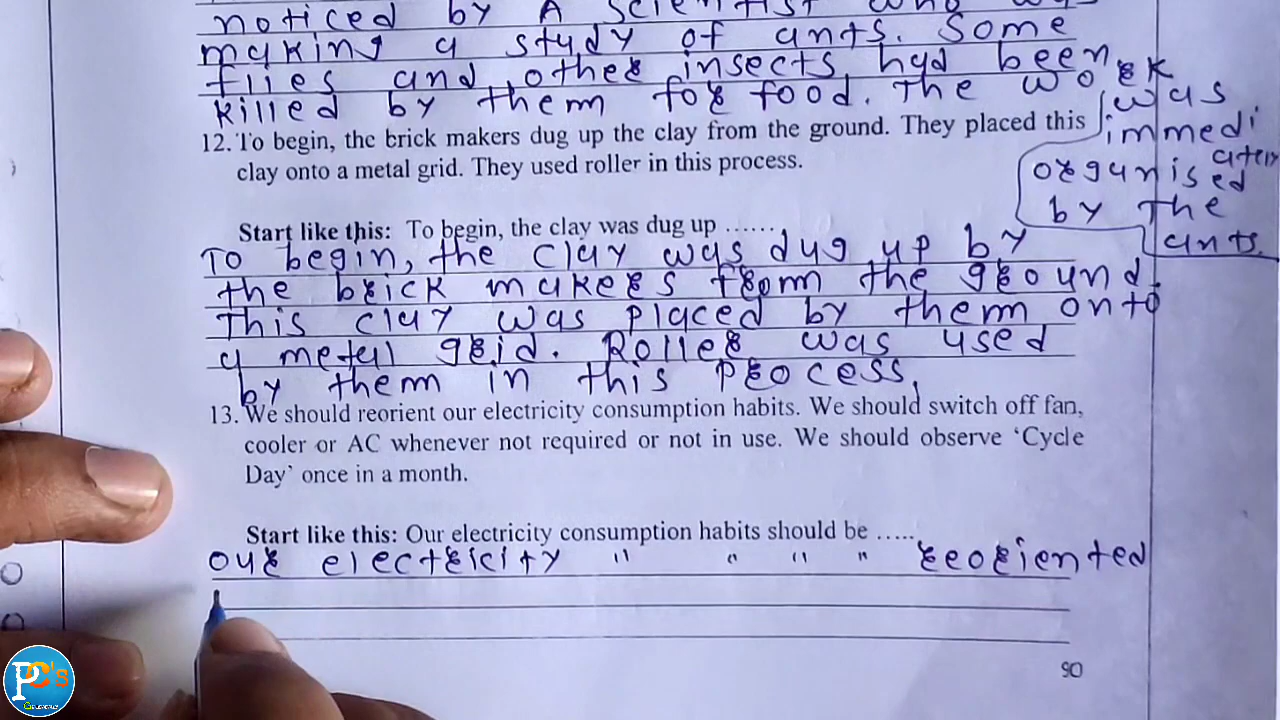 noticed by A scientist who was
making a study of ants. Some
flies and other insects had been
killed by them for food. The work
was
immedi
ately
organised
by the
ants.
12. To begin, the brick makers dug up the clay from the ground. They placed this
clay onto a metal grid. They used roller in this process.
Start like this: To begin, the clay was dug up ......
To begin, the clay was dug up by
the brick makers from the ground.
This clay was placed by them onto
a metal grid. Roller was used
by them in this process.
13. We should reorient our electricity consumption habits. We should switch off fan,
cooler or AC whenever not required or not in use. We should observe 'Cycle
Day' once in a month.
Start like this: Our electricity consumption habits should be .....
Our electricity " " " " reoriented
90
PC's